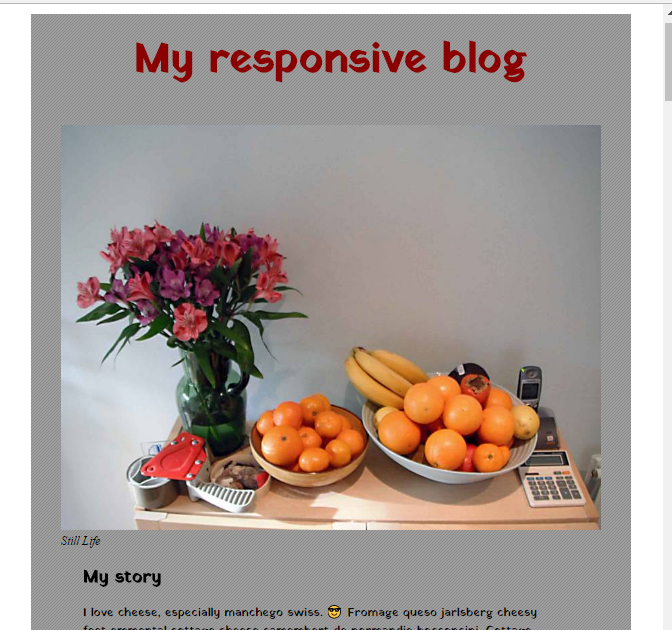 My responsive blog
Still Life
My story
I love cheese, especially manchego swiss. 😎 Fromage queso jarlsberg cheesy
feet emmental cottage cheese camembert de normandie bocconcini. Cottage